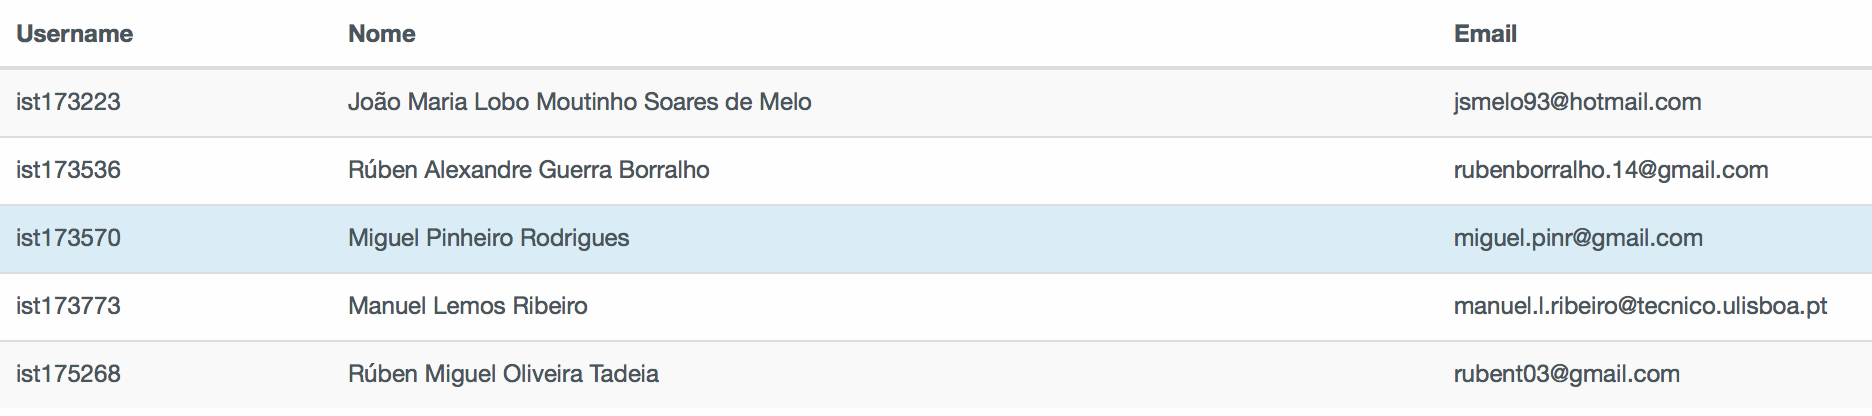 Username Nome Email
ist173223 João Maria Lobo Moutinho Soares de Melo jsmelo93@hotmail.com
ist173536 Rúben Alexandre Guerra Borralho rubenborralho.14@gmail.com
ist173570 Miguel Pinheiro Rodrigues miguel.pinr@gmail.com
ist173773 Manuel Lemos Ribeiro manuel.l.ribeiro@tecnico.ulisboa.pt
ist175268 Rúben Miguel Oliveira Tadeia rubent03@gmail.com